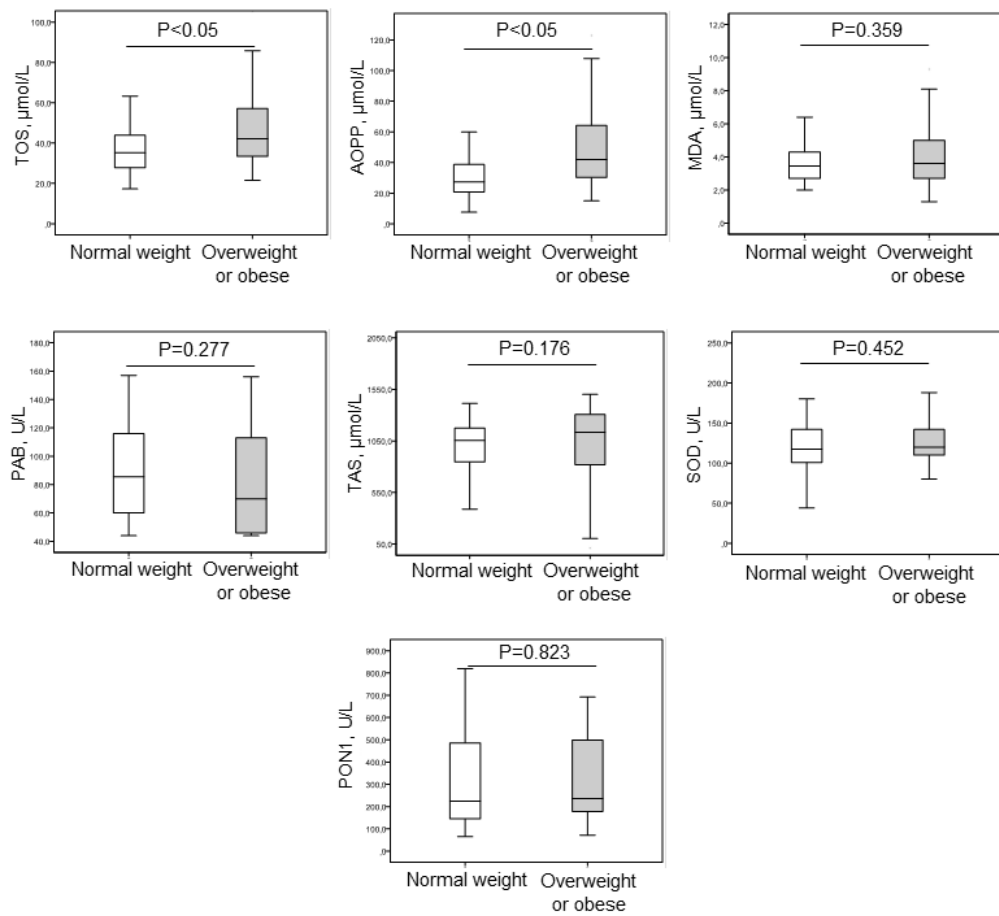 P<0.05
TOS, μmol/L
100,0
80,0
60,0
40,0
20,0
,0
Normal weight
Overweight
or obese
P<0.05
AOPP, μmol/L
120,0
100,0
80,0
60,0
40,0
20,0
,0
Normal weight
Overweight
or obese
P=0.359
MDA, μmol/L
12,0
10,0
8,0
6,0
4,0
2,0
,0
Normal weight
Overweight
or obese
P=0.277
PAB, U/L
180,0
160,0
140,0
120,0
100,0
80,0
60,0
40,0
Normal weight
Overweight
or obese
P=0.176
TAS, μmol/L
2050,0
1550,0
1050,0
550,0
50,0
Normal weight
Overweight
or obese
P=0.452
SOD, U/L
250,0
200,0
150,0
100,0
50,0
,0
Normal weight
Overweight
or obese
P=0.823
PON1, U/L
900,0
800,0
700,0
600,0
500,0
400,0
300,0
200,0
100,0
,0
Normal weight
Overweight
or obese